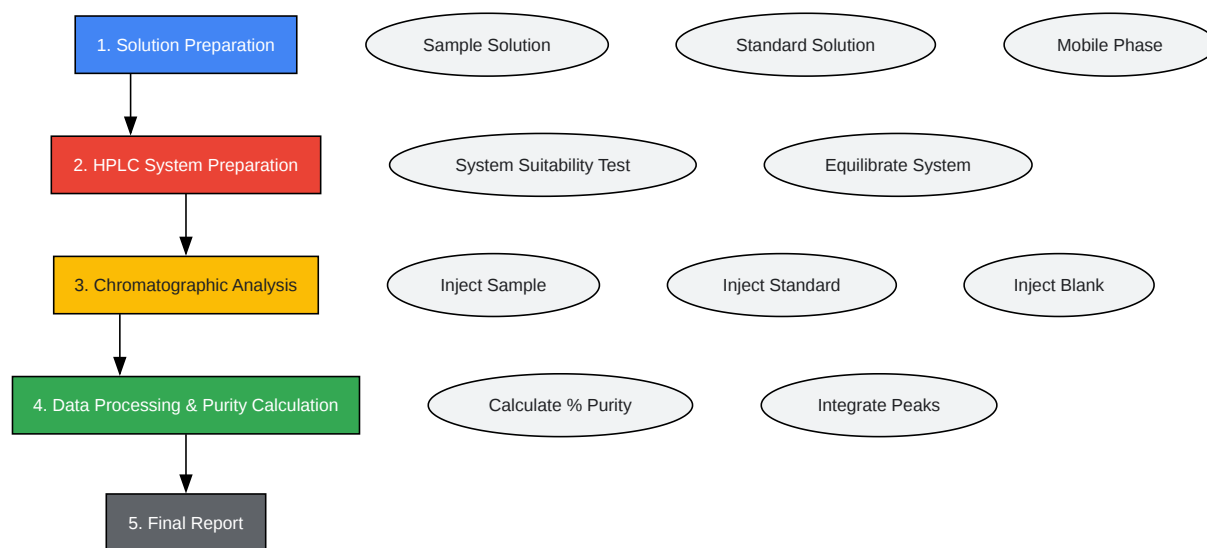 1. Solution Preparation
Sample Solution
Standard Solution
Mobile Phase
2. HPLC System Preparation
System Suitability Test
Equilibrate System
3. Chromatographic Analysis
Inject Sample
Inject Standard
Inject Blank
4. Data Processing & Purity Calculation
Calculate % Purity
Integrate Peaks
5. Final Report